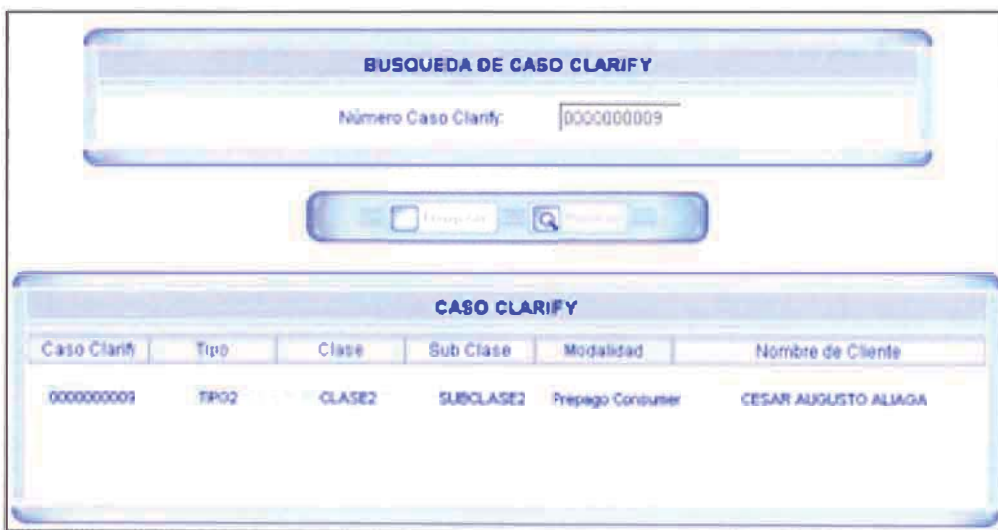 BUSQUEDA DE CASO CLARIFY
Número Caso Clarify: 0000000009
CASO CLARIFY
Caso Clarify Tipo Clase Sub Clase Modalidad Nombre de Cliente
0000000009 TIPO2 CLASE2 SUBCLASE2 Prepago Consumer CESAR AUGUSTO ALIAGA